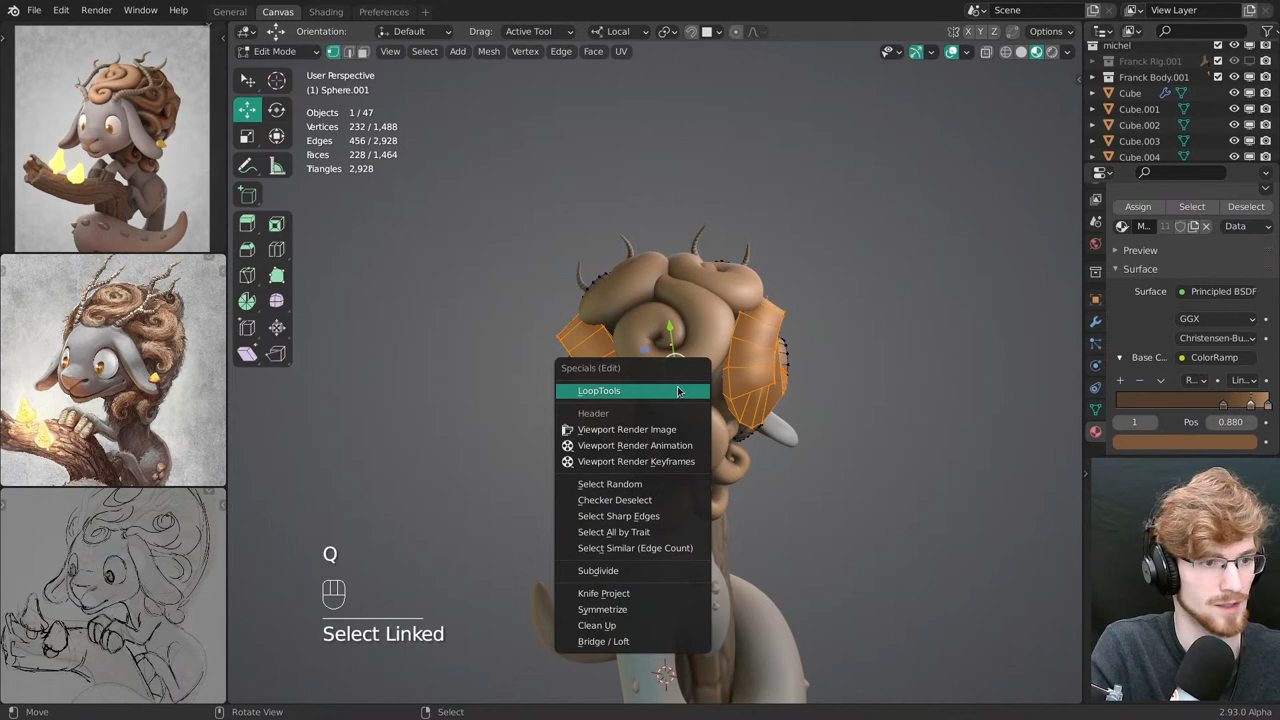 File Edit Render Window Help
General Canvas Shading Preferences +
Scene
View Layer
Orientation: Default Drag: Active Tool Local Options
Edit Mode View Select Add Mesh Vertex Edge Face UV
X Y Z
User Perspective
(1) Sphere.001
Objects 1 / 47
Vertices 232 / 1,488
Edges 456 / 2,928
Faces 228 / 1,464
Triangles 2,928
Specials (Edit)
LoopTools
Header
Viewport Render Image
Viewport Render Animation
Viewport Render Keyframes
Select Random
Checker Deselect
Select Sharp Edges
Select All by Trait
Select Similar (Edge Count)
Subdivide
Knife Project
Symmetrize
Clean Up
Bridge / Loft
Q
Select Linked
michel
Franck Rig.001
Franck Body.001
Cube
Cube.001
Cube.002
Cube.003
Cube.004
Assign Select Deselect
M... 11 Data
Preview
Surface
Surface Principled BSDF
GGX
Christensen-Bu...
Base C... ColorRamp
R... Lin...
1 Pos 0.880
Move Rotate View Select 2.93.0 Alpha